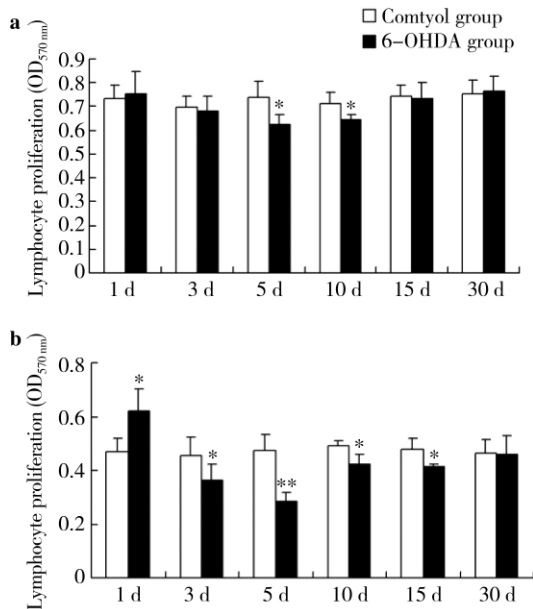 a
Comtyol group
6-OHDA group
Lymphocyte proliferation (OD570 nm)
0.9
0.8
0.7
0.6
0.5
0.4
0.3
0.2
0.1
0
* *
1 d 3 d 5 d 10 d 15 d 30 d
b
Lymphocyte proliferation (OD570 nm)
0.8
0.6
0.4
0.2
0
* * ** * *
1 d 3 d 5 d 10 d 15 d 30 d